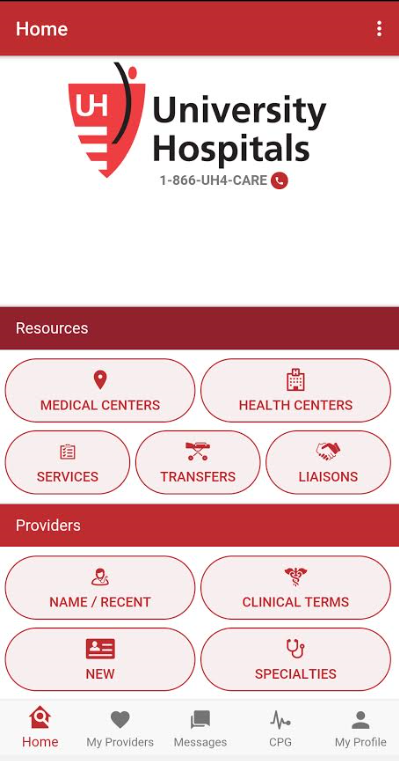 Home
UH
University
Hospitals
1-866-UH4-CARE
Resources
MEDICAL CENTERS
HEALTH CENTERS
SERVICES
TRANSFERS
LIAISONS
Providers
NAME / RECENT
CLINICAL TERMS
NEW
SPECIALTIES
Home
My Providers
Messages
CPG
My Profile